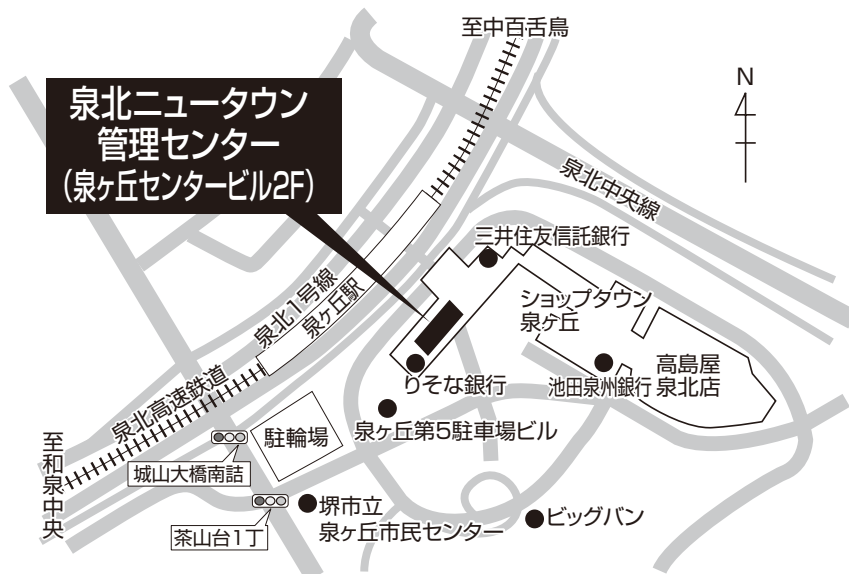 至中百舌鳥
N
泉北ニュータウン
管理センター
(泉ヶ丘センタービル2F)
泉北中央線
三井住友信託銀行
泉北1号線
泉ヶ丘駅
ショップタウン
泉ヶ丘
高島屋
泉北店
池田泉州銀行
りそな銀行
泉北高速鉄道
泉ヶ丘第5駐車場ビル
駐輪場
至和泉中央
城山大橋南詰
堺市立
泉ヶ丘市民センター
ビッグバン
茶山台1丁